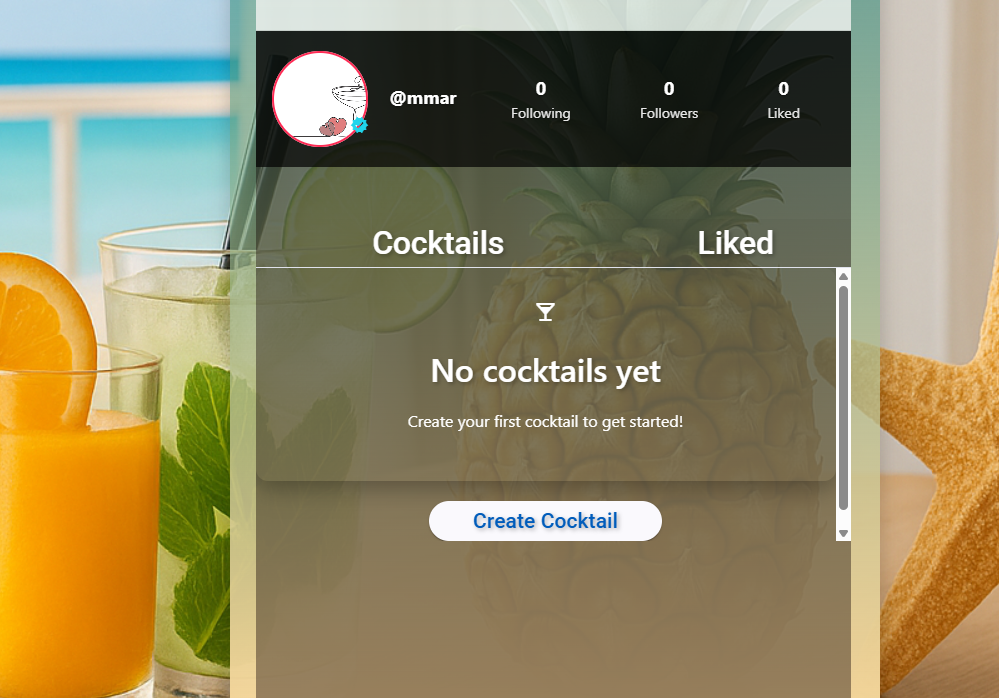 @mmar
0
Following
0
Followers
0
Liked
Cocktails
Liked
No cocktails yet
Create your first cocktail to get started!
Create Cocktail